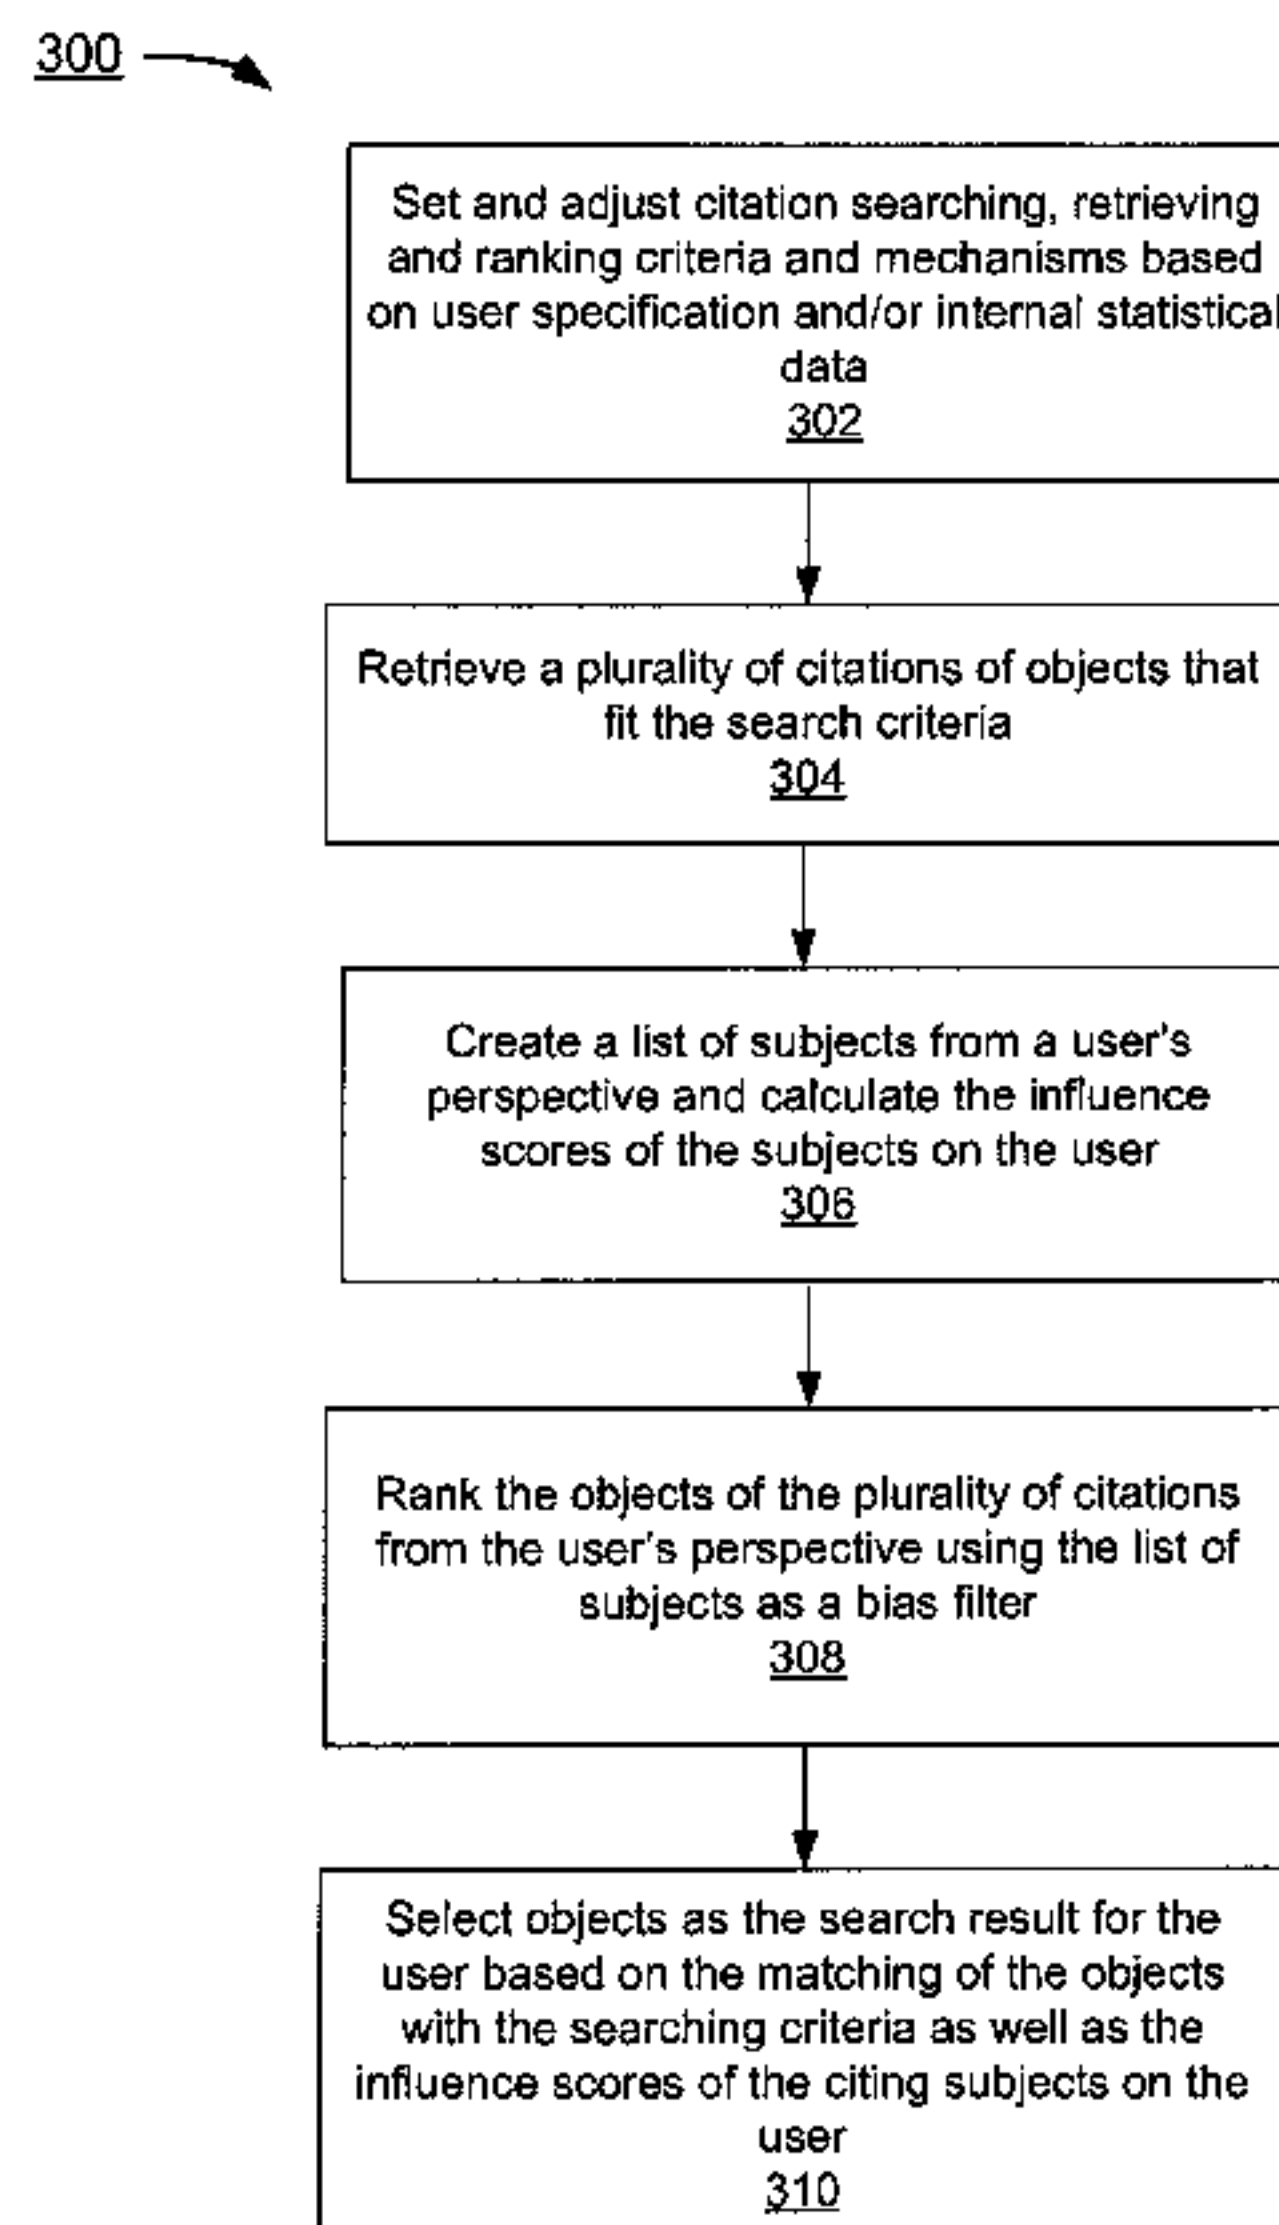 300
Set and adjust citation searching, retrieving
and ranking criteria and mechanisms based
on user specification and/or internal statistical
data
302
Retrieve a plurality of citations of objects that
fit the search criteria
304
Create a list of subjects from a user's
perspective and calculate the influence
scores of the subjects on the user
306
Rank the objects of the plurality of citations
from the user's perspective using the list of
subjects as a bias filter
308
Select objects as the search result for the
user based on the matching of the objects
with the searching criteria as well as the
influence scores of the citing subjects on the
user
310